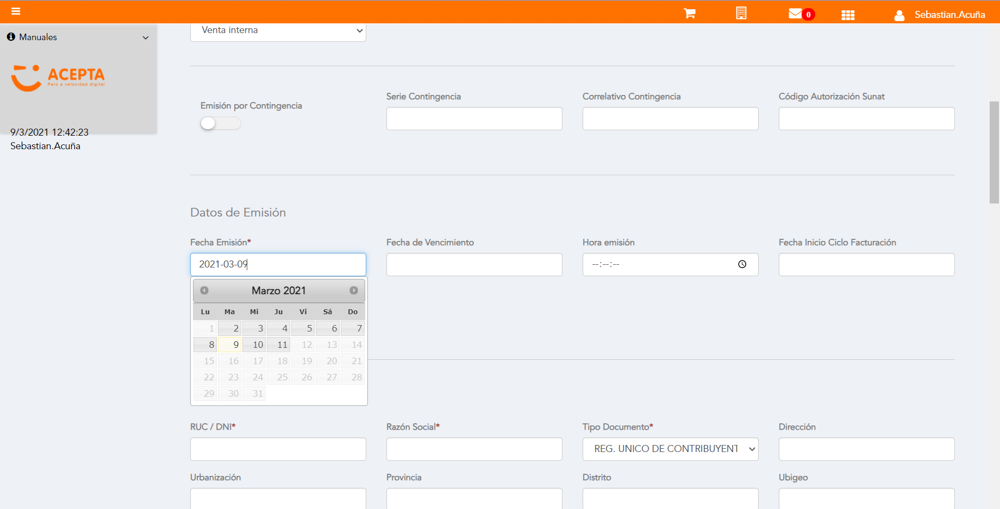 0
Sebastian.Acuña
Manuales
ACEPTA
Perú a velocidad digital
9/3/2021 12:42:23
Sebastian.Acuña
Venta interna
Emisión por Contingencia
Serie Contingencia
Correlativo Contingencia
Código Autorización Sunat
Datos de Emisión
Fecha Emisión*
Fecha de Vencimiento
Hora emisión
Fecha Inicio Ciclo Facturación
2021-03-09
--:--:--
Marzo 2021
Lu Ma Mi Ju Vi Sá Do
1 2 3 4 5 6 7
8 9 10 11 12 13 14
15 16 17 18 19 20 21
22 23 24 25 26 27 28
29 30 31
RUC / DNI*
Razón Social*
Tipo Documento*
Dirección
REG. UNICO DE CONTRIBUYENT
Urbanización
Provincia
Distrito
Ubigeo